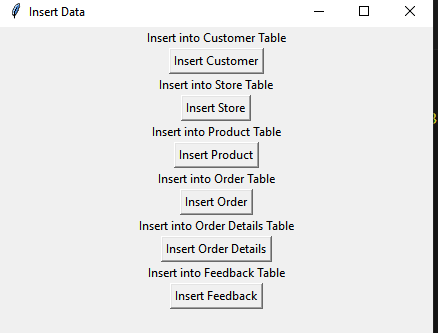 Insert Data
Insert into Customer Table
Insert Customer
Insert into Store Table
Insert Store
Insert into Product Table
Insert Product
Insert into Order Table
Insert Order
Insert into Order Details Table
Insert Order Details
Insert into Feedback Table
Insert Feedback